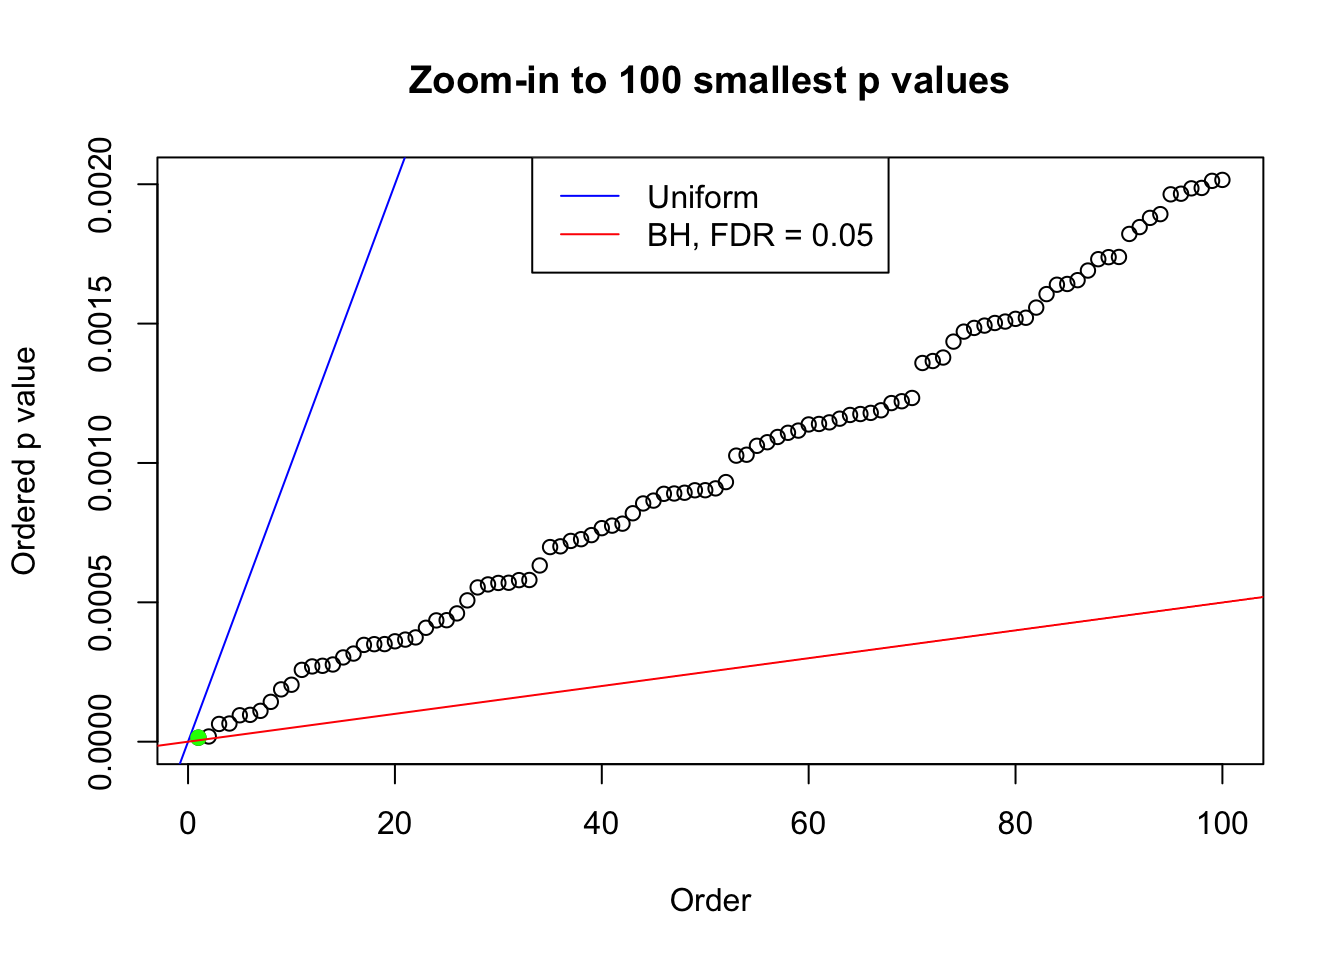 Zoom-in to 100 smallest p values
Uniform
BH, FDR = 0.05
Ordered p value
0.0020
0.0015
0.0010
0.0005
0.0000
0 20 40 60 80 100
Order